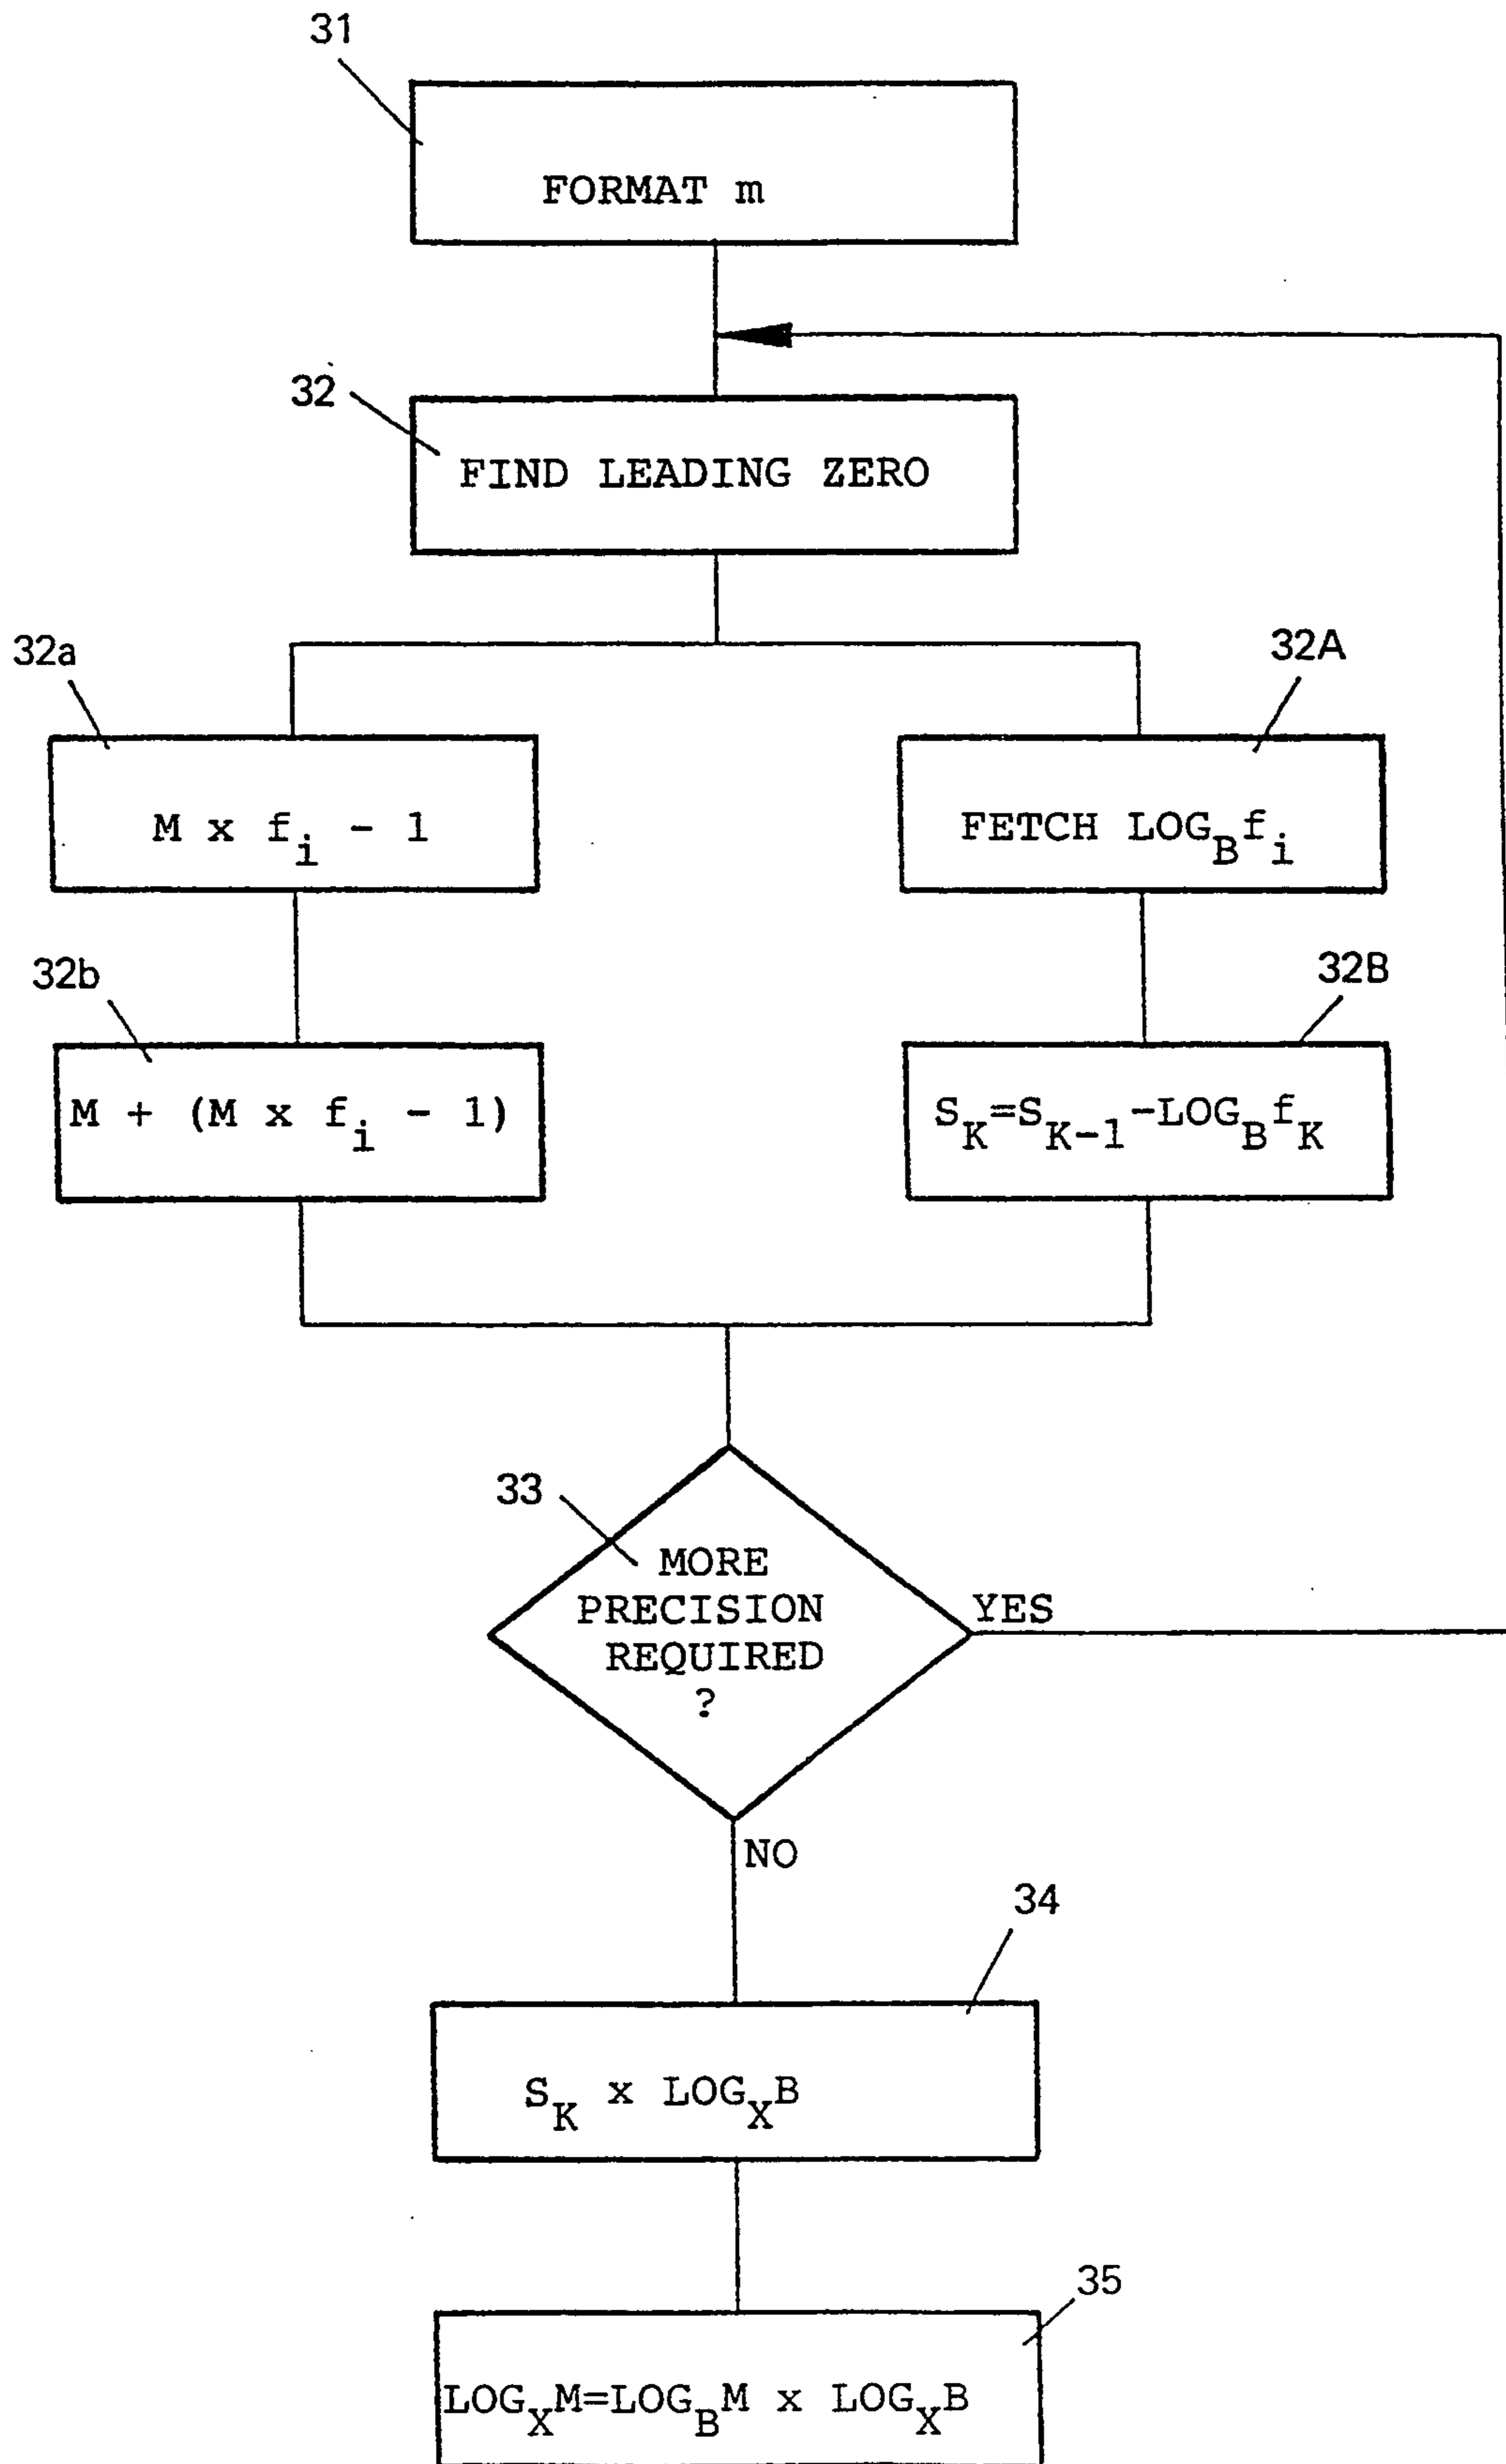 31
FORMAT m
32
FIND LEADING ZERO
32a
32A
M x f_i - 1
FETCH LOG_B f_i
32b
32B
M + (M x f_i - 1)
S_K=S_{K-1}-LOG_B f_K
33
MORE
PRECISION
REQUIRED
?
YES
NO
34
S_K x LOG_X B
35
LOG_X M=LOG_B M x LOG_X B